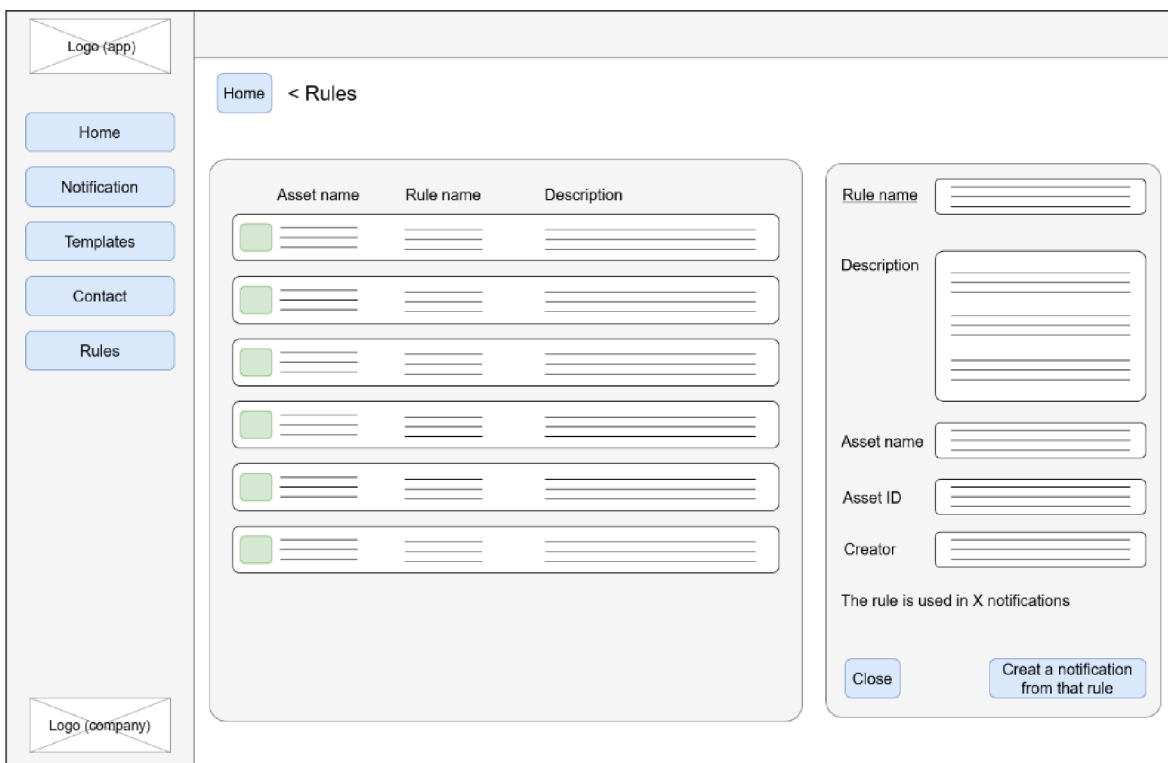 Logo (app)
Home
Notification
Templates
Contact
Rules
Logo (company)
Home < Rules
Asset name Rule name Description
Rule name
Description
Asset name
Asset ID
Creator
The rule is used in X notifications
Close
Creat a notification
from that rule